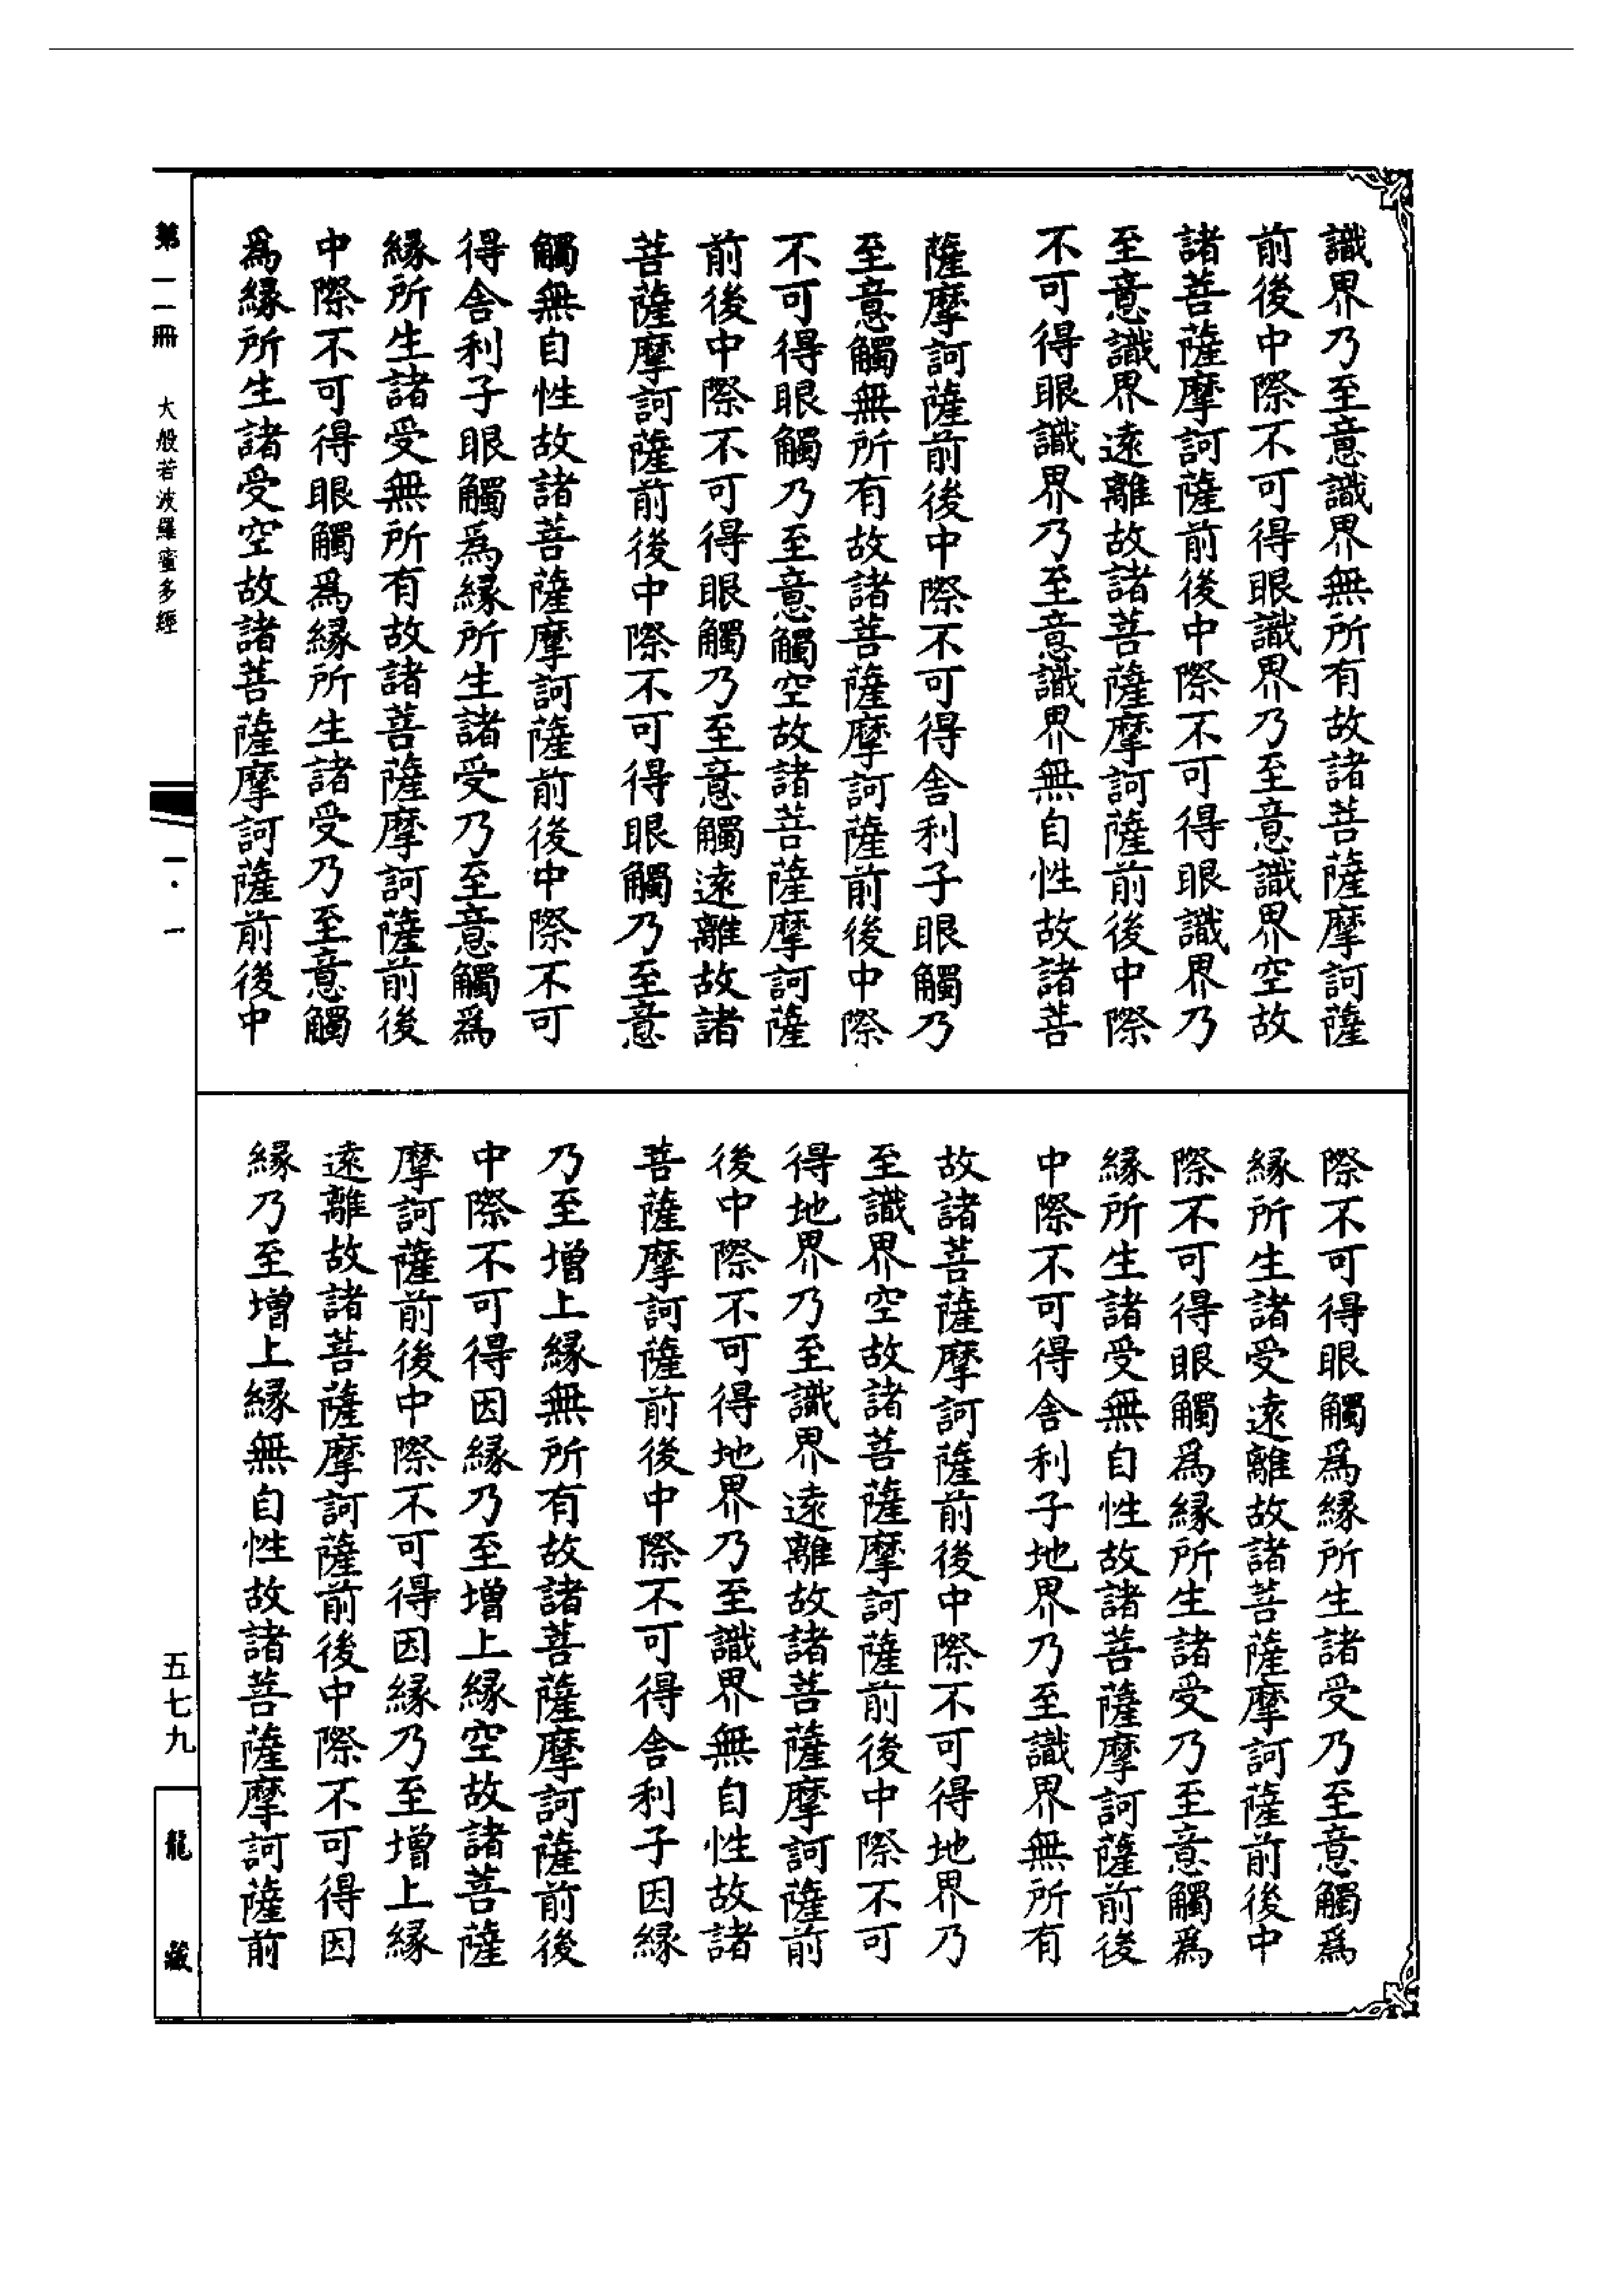 識界乃至意識界無所有故諸菩薩摩訶薩
前後中際不可得眼識界乃至意識界空故
諸菩薩摩訶薩前後中際不可得眼識界乃
至意識界遠離故諸菩薩摩訶薩前後中際
不可得眼識界乃至意識界無自性故諸菩
薩摩訶薩前後中際不可得舍利子眼觸乃
至意觸無所有故諸菩薩摩訶薩前後中際
不可得眼觸乃至意觸空故諸菩薩摩訶薩
前後中際不可得眼觸乃至意觸遠離故諸
菩薩摩訶薩前後中際不可得眼觸乃至意
觸無自性故諸菩薩摩訶薩前後中際不可
得舍利子眼觸為緣所生諸受乃至意觸為
緣所生諸受無所有故諸菩薩摩訶薩前後
中際不可得眼觸為緣所生諸受乃至意觸
為緣所生諸受空故諸菩薩摩訶薩前後中
際不可得眼觸為緣所生諸受乃至意觸為
緣所生諸受遠離故諸菩薩摩訶薩前後中
際不可得眼觸為緣所生諸受乃至意觸為
緣所生諸受無自性故諸菩薩摩訶薩前後
中際不可得舍利子地界乃至識界無所有
故諸菩薩摩訶薩前後中際不可得地界乃
至識界空故諸菩薩摩訶薩前後中際不可
得地界乃至識界遠離故諸菩薩摩訶薩前
後中際不可得地界乃至識界無自性故諸
菩薩摩訶薩前後中際不可得舍利子因緣
乃至增上緣無所有故諸菩薩摩訶薩前後
中際不可得因緣乃至增上緣空故諸菩薩
摩訶薩前後中際不可得因緣乃至增上緣
遠離故諸菩薩摩訶薩前後中際不可得因
緣乃至增上緣無自性故諸菩薩摩訶薩前
第一一冊 大般若波羅蜜多經 一·一 五七九 龍藏